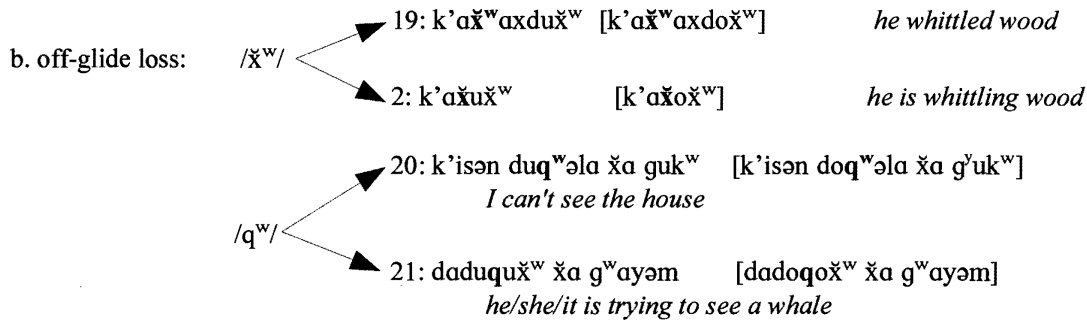 19: k’ax̌ʷaxdux̌ʷ [k’ax̌ʷaxdox̌ʷ] he whittled wood
b. off-glide loss: /x̌ʷ/
2: k’ax̌ux̌ʷ [k’ax̌ox̌ʷ] he is whittling wood
20: k’isən duqʷəla x̌a gukʷ [k’isən doqʷəla x̌a gʸukʷ]
I can't see the house
/qʷ/
21: daduqux̌ʷ x̌a gʷayəm [dadoqox̌ʷ x̌a gʷayəm]
he/she/it is trying to see a whale